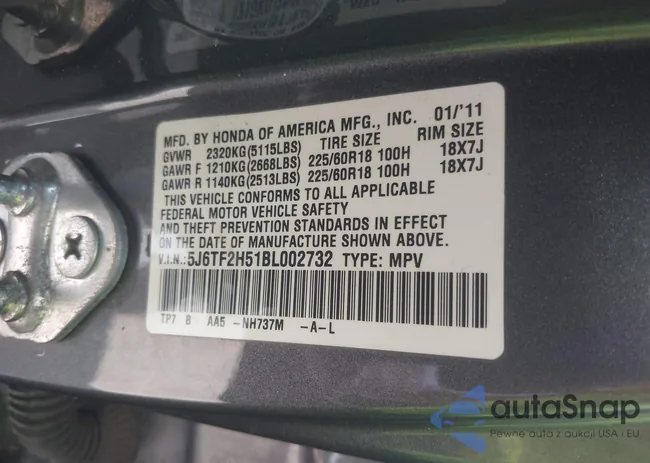 MFD. BY HONDA OF AMERICA MFG., INC. 01/'11
GVWR 2320KG(5115LBS) TIRE SIZE RIM SIZE
GAWR F 1210KG(2668LBS) 225/60R18 100H 18X7J
GAWR R 1140KG(2513LBS) 225/60R18 100H 18X7J
THIS VEHICLE CONFORMS TO ALL APPLICABLE
FEDERAL MOTOR VEHICLE SAFETY
AND THEFT PREVENTION STANDARDS IN EFFECT
ON THE DATE OF MANUFACTURE SHOWN ABOVE.
V.I.N.:5J6TF2H51BL002732 TYPE: MPV
TP7 B AA5 -NH737M -A-L
autaSnap
Pewne auta z aukcji USA i EU